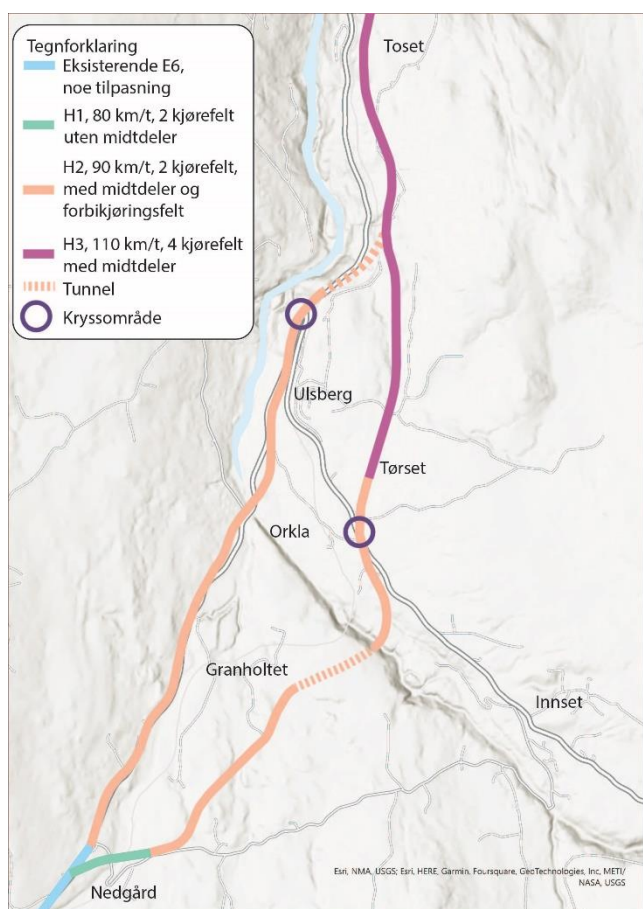 Tegnforklaring
Eksisterende E6,
noe tilpasning
H1, 80 km/t, 2 kjørefelt
uten midtdeler
H2, 90 km/t, 2 kjørefelt,
med midtdeler og
forbikjøringsfelt
H3, 110 km/t, 4 kjørefelt
med midtdeler
Tunnel
Kryssområde
Toset
Ulsberg
Tørset
Orkla
Granholtet
Innset
Nedgård
Esri, NMA, USGS; Esri, HERE, Garmin, Foursquare, GeoTechnologies, Inc, METI/
NASA, USGS